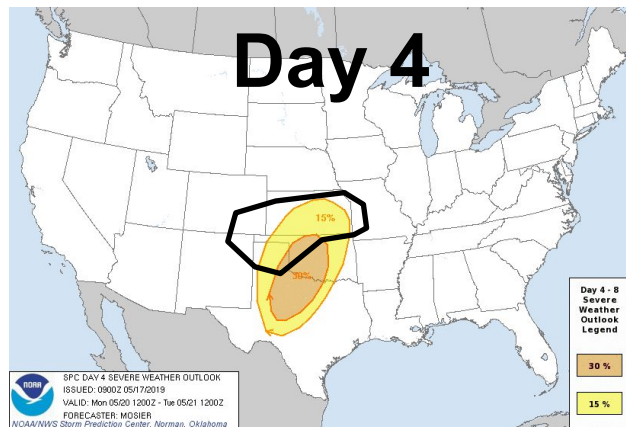 Day 4
15%
30%
Day 4 - 8
Severe
Weather
Outlook
Legend
30 %
15 %
NOAA
SPC DAY 4 SEVERE WEATHER OUTLOOK
ISSUED: 0900Z 05/17/2019
VALID: Mon 05/20 1200Z - Tue 05/21 1200Z
FORECASTER: MOSIER
NOAA/NWS Storm Prediction Center, Norman, Oklahoma